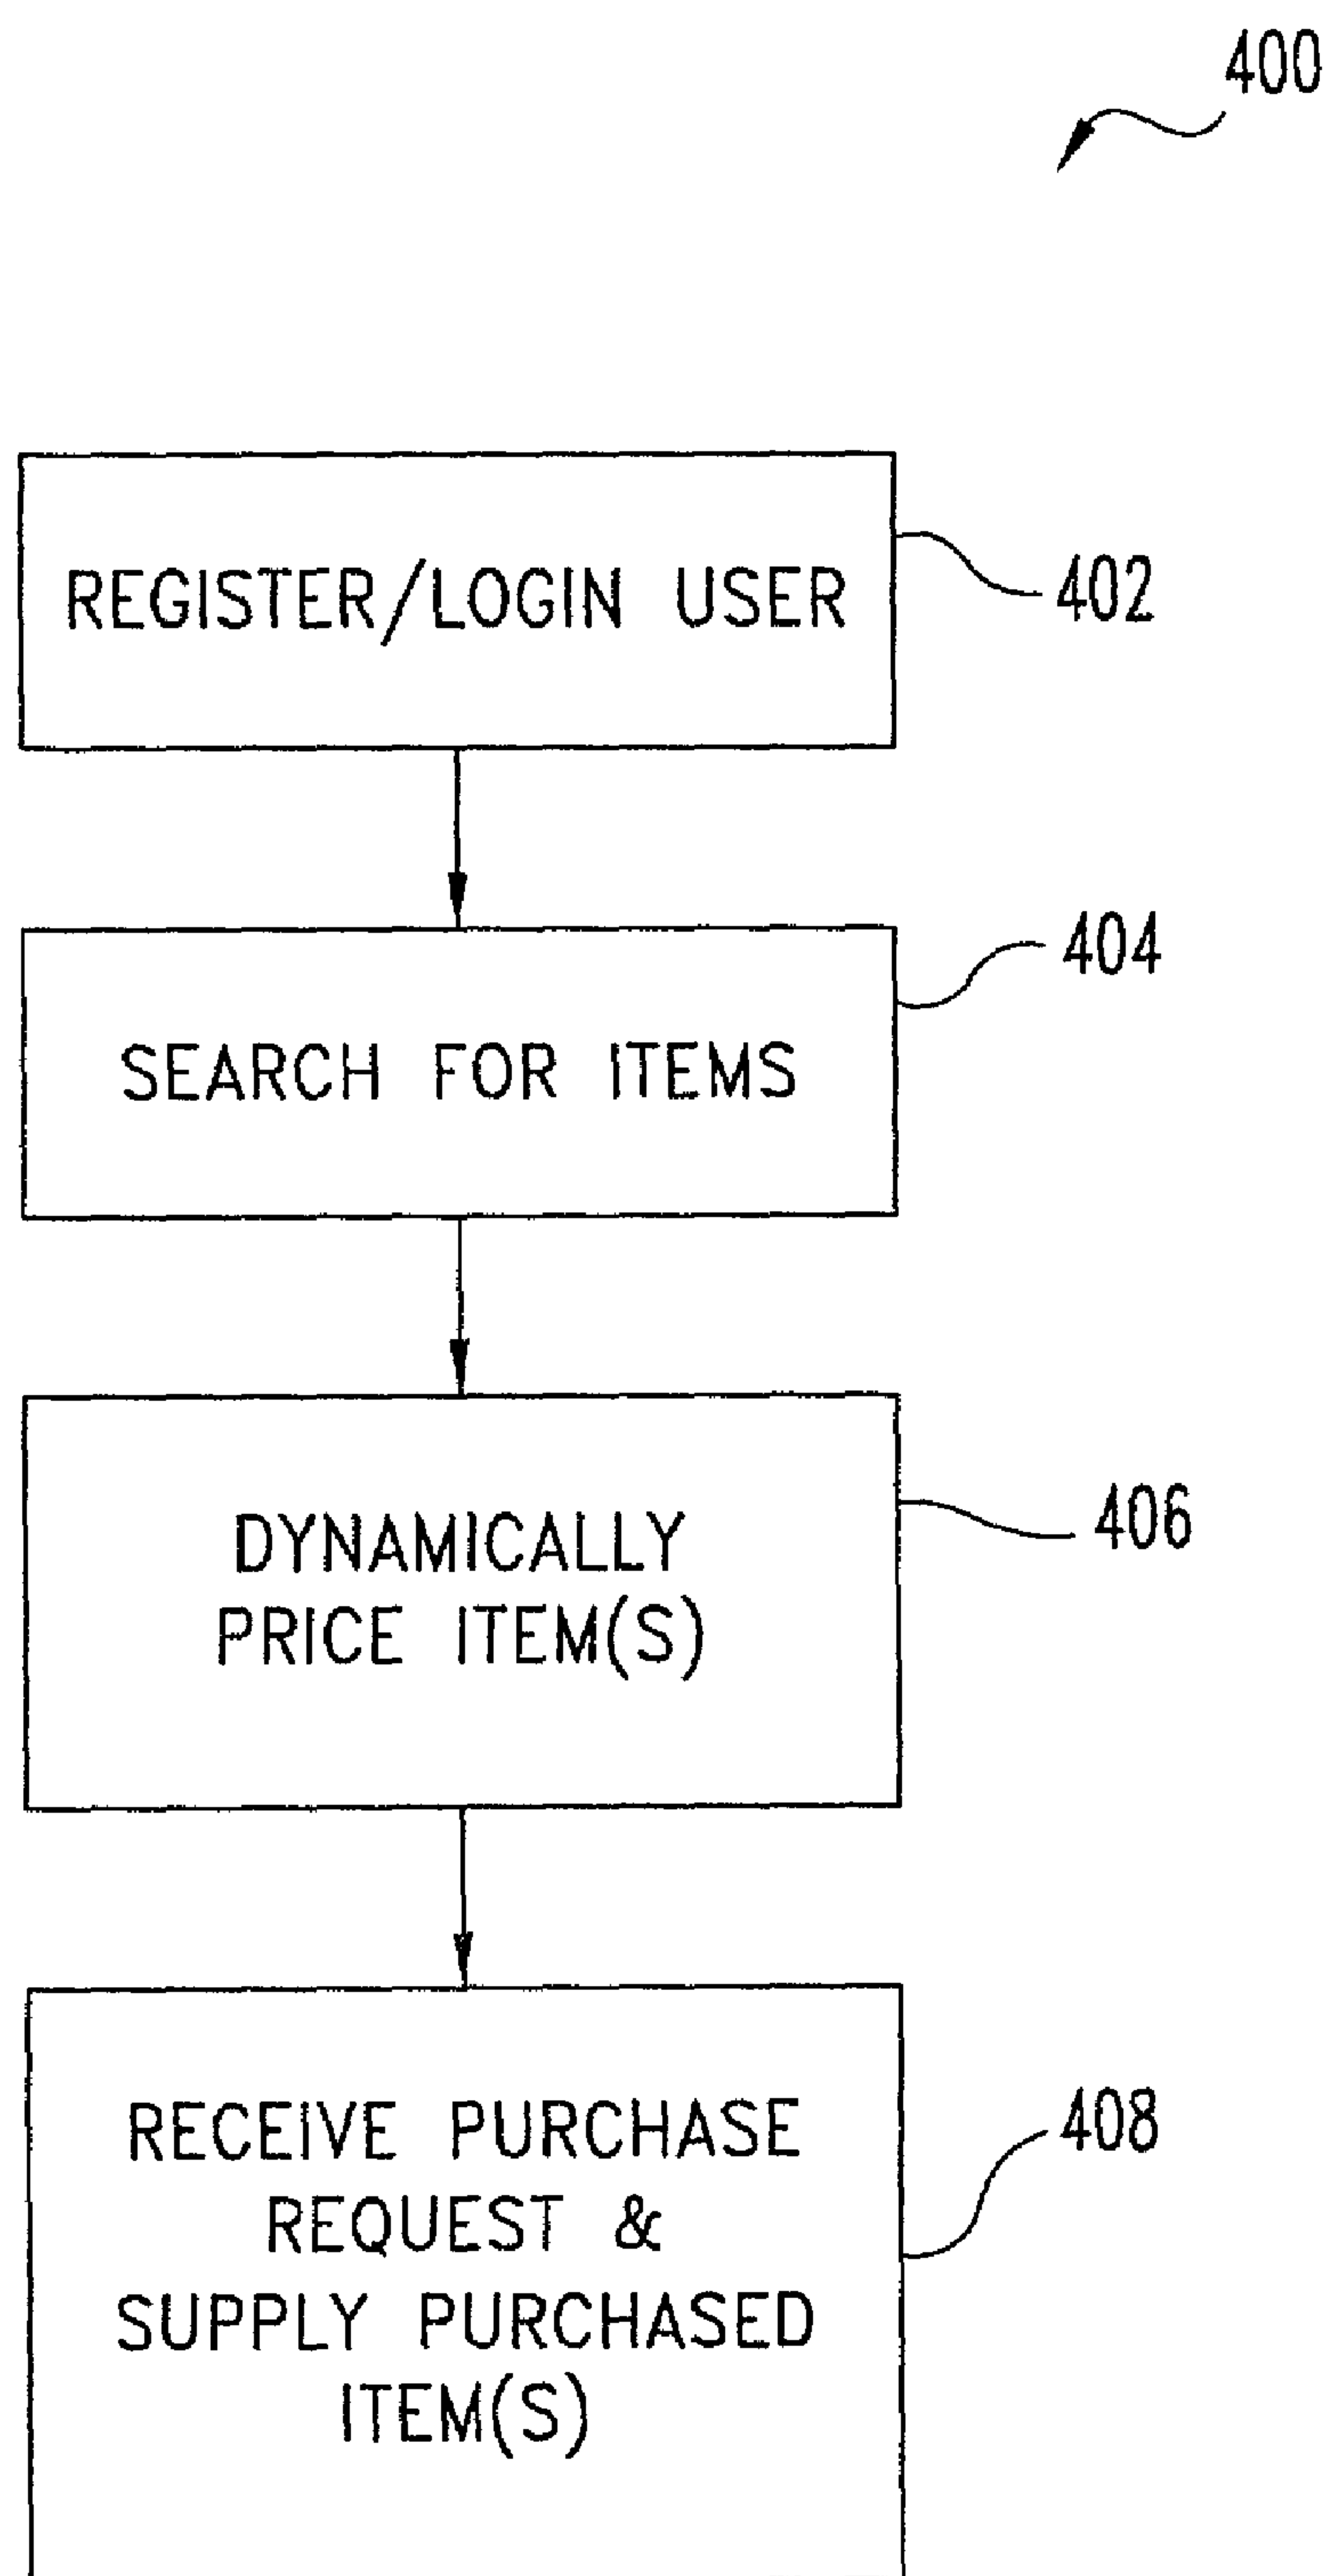 400
REGISTER/LOGIN USER
402
404
SEARCH FOR ITEMS
406
DYNAMICALLY
PRICE ITEM(S)
408
RECEIVE PURCHASE
REQUEST &
SUPPLY PURCHASED
ITEM(S)